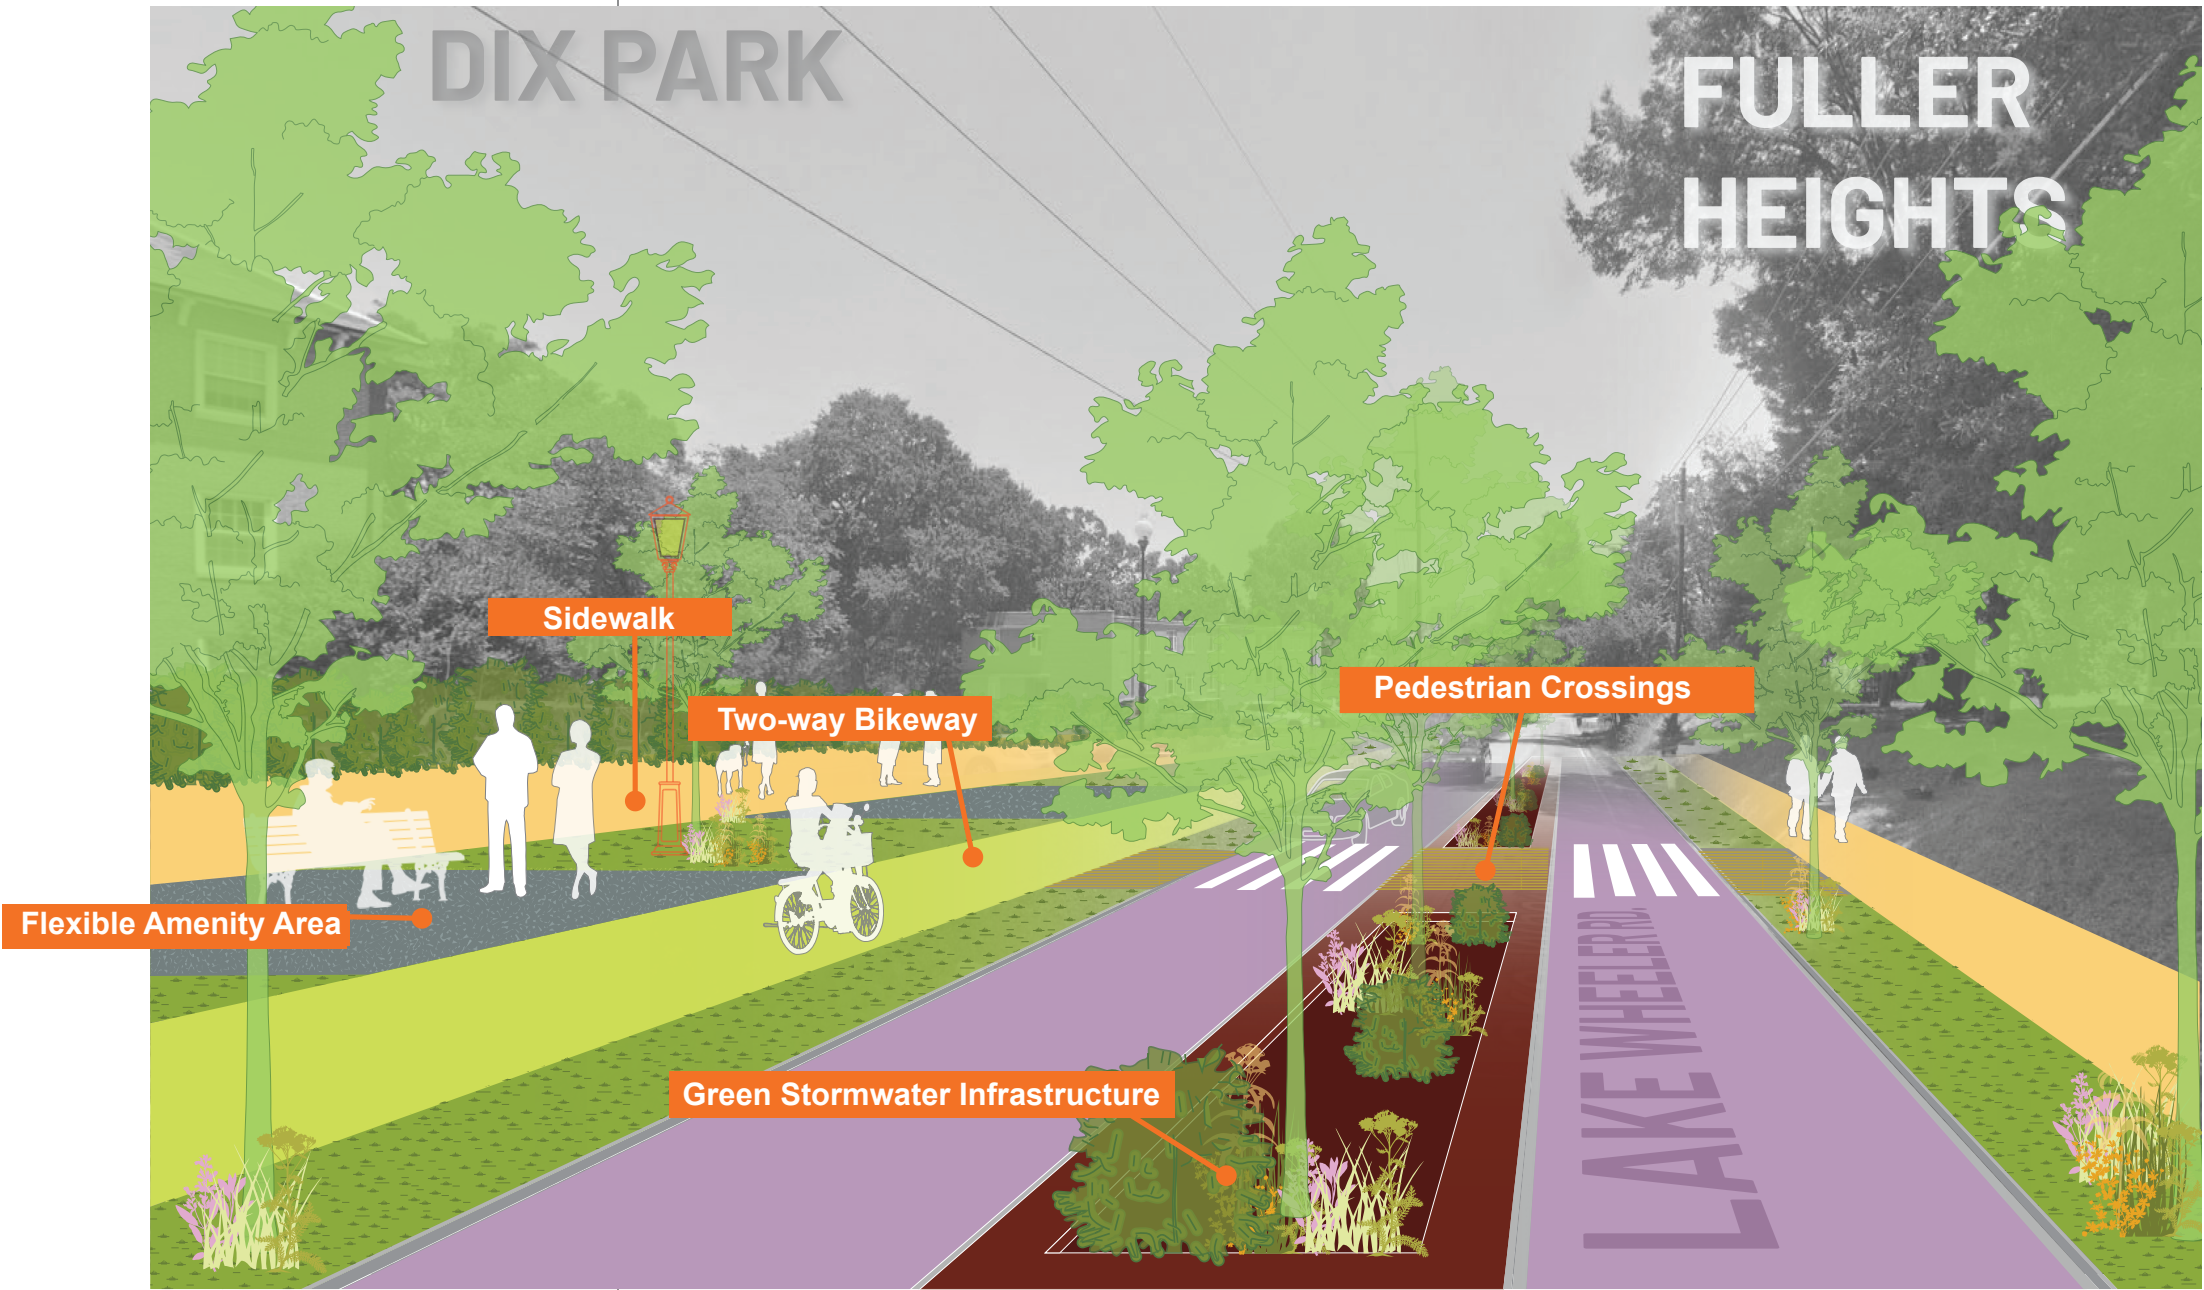 DIX PARK
FULLER
HEIGHTS
Sidewalk
Pedestrian Crossings
Two-way Bikeway
Flexible Amenity Area
Green Stormwater Infrastructure
LAKE WHEELER RD.